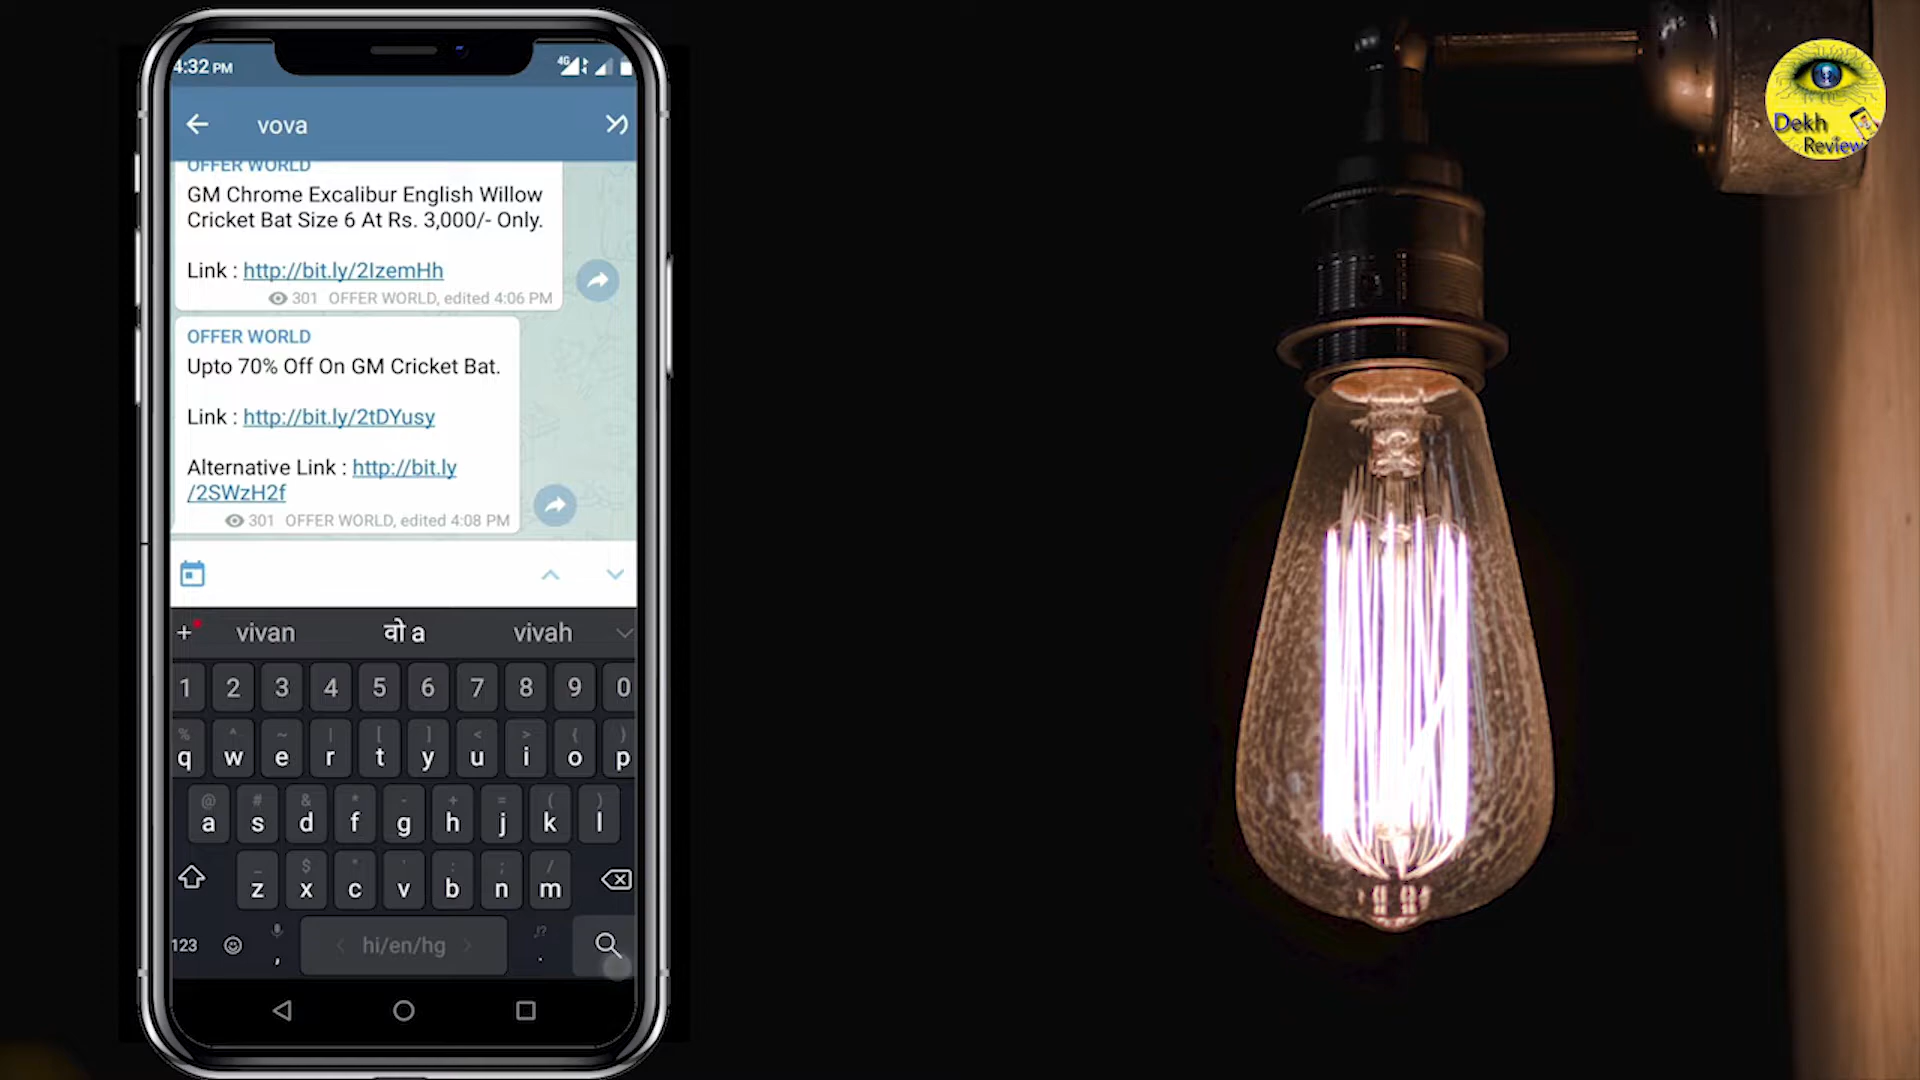 4:32 PM
4G
vova
OFFER WORLD
GM Chrome Excalibur English Willow
Cricket Bat Size 6 At Rs. 3,000/- Only.
Link : http://bit.ly/2IzemHh
301 OFFER WORLD, edited 4:06 PM
OFFER WORLD
Upto 70% Off On GM Cricket Bat.
Link : http://bit.ly/2tDYusy
Alternative Link : http://bit.ly
/2SWzH2f
301 OFFER WORLD, edited 4:08 PM
+ vivan वो a vivah
1 2 3 4 5 6 7 8 9 0
% ^ ~ | [ ] < > { }
q w e r t y u i o p
@ # & * - + = ( )
a s d f g h j k l
_ $ " ' : ; /
z x c v b n m
123 , hi/en/hg .
,!?
Dekh
Review